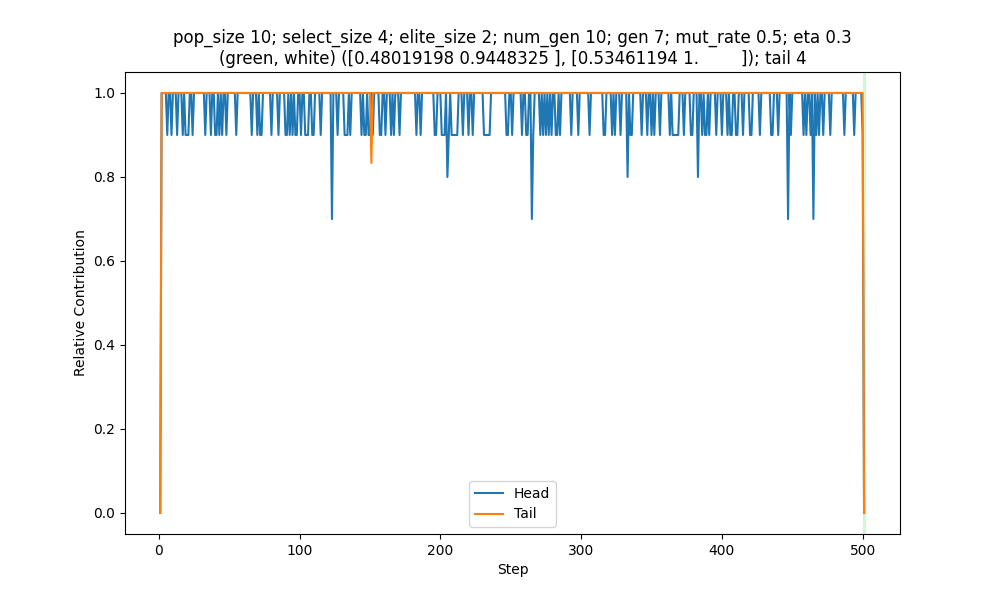 pop_size 10; select_size 4; elite_size 2; num_gen 10; gen 7; mut_rate 0.5; eta 0.3
(green, white) ([0.48019198 0.9448325 ], [0.53461194 1.        ]); tail 4
Relative Contribution
1.0
0.8
0.6
0.4
0.2
0.0
Head
Tail
0
100
200
300
400
500
Step